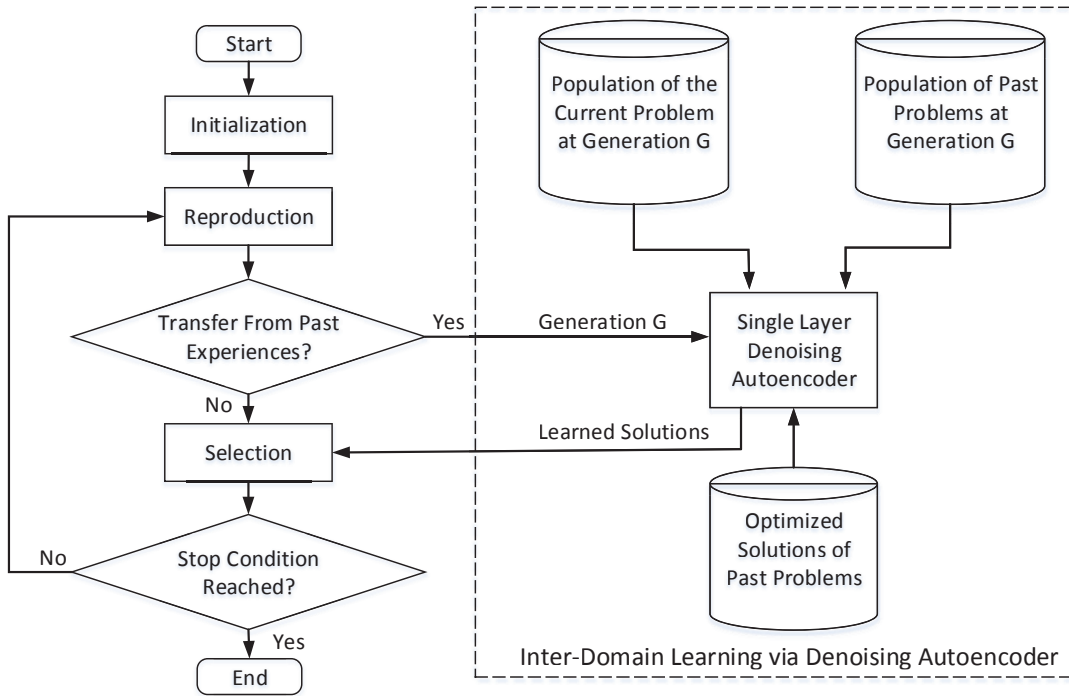 Start
Initialization
Reproduction
Transfer From Past
Experiences?
Yes
No
Selection
Stop Condition
Reached?
No
Yes
End
Population of the
Current Problem
at Generation G
Population of Past
Problems at
Generation G
Generation G
Single Layer
Denoising
Autoencoder
Learned Solutions
Optimized
Solutions of
Past Problems
Inter-Domain Learning via Denoising Autoencoder